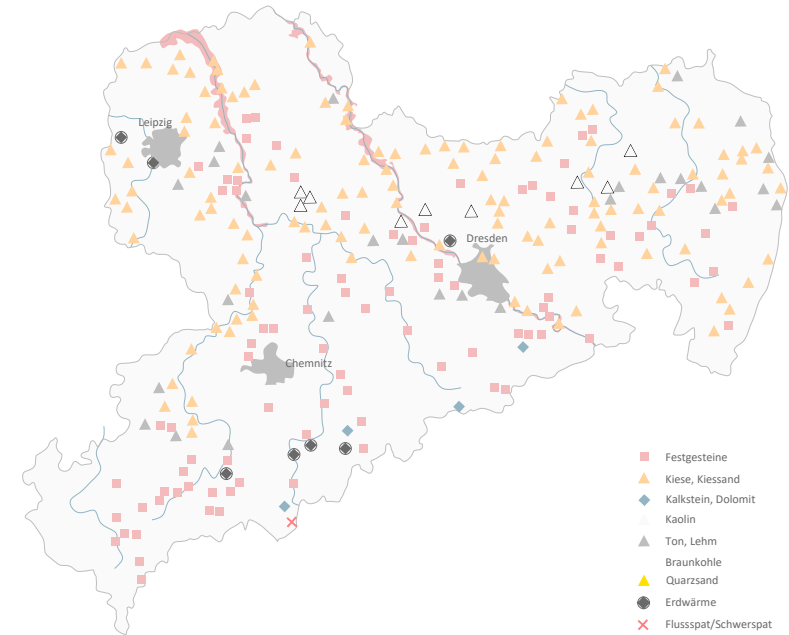 Leipzig
Dresden
Chemnitz
Festgesteine
Kiese, Kiessand
Kalkstein, Dolomit
Kaolin
Ton, Lehm
Braunkohle
Quarzsand
Erdwärme
Flussspat/Schwerspat